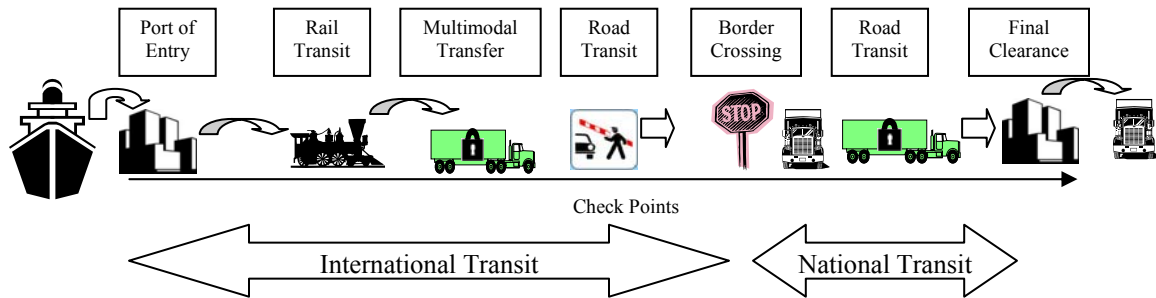 Port of
Entry
Rail
Transit
Multimodal
Transfer
Road
Transit
Border
Crossing
Road
Transit
Final
Clearance
STOP
Check Points
International Transit
National Transit